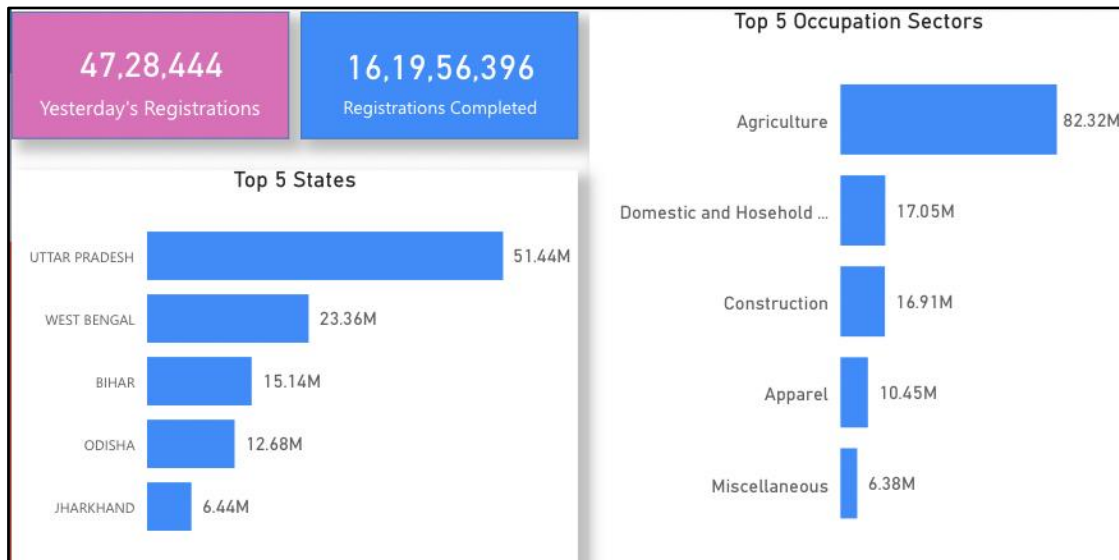 47,28,444
Yesterday's Registrations
16,19,56,396
Registrations Completed
Top 5 States
UTTAR PRADESH 51.44M
WEST BENGAL 23.36M
BIHAR 15.14M
ODISHA 12.68M
JHARKHAND 6.44M
Top 5 Occupation Sectors
Agriculture 82.32M
Domestic and Hosehold ... 17.05M
Construction 16.91M
Apparel 10.45M
Miscellaneous 6.38M